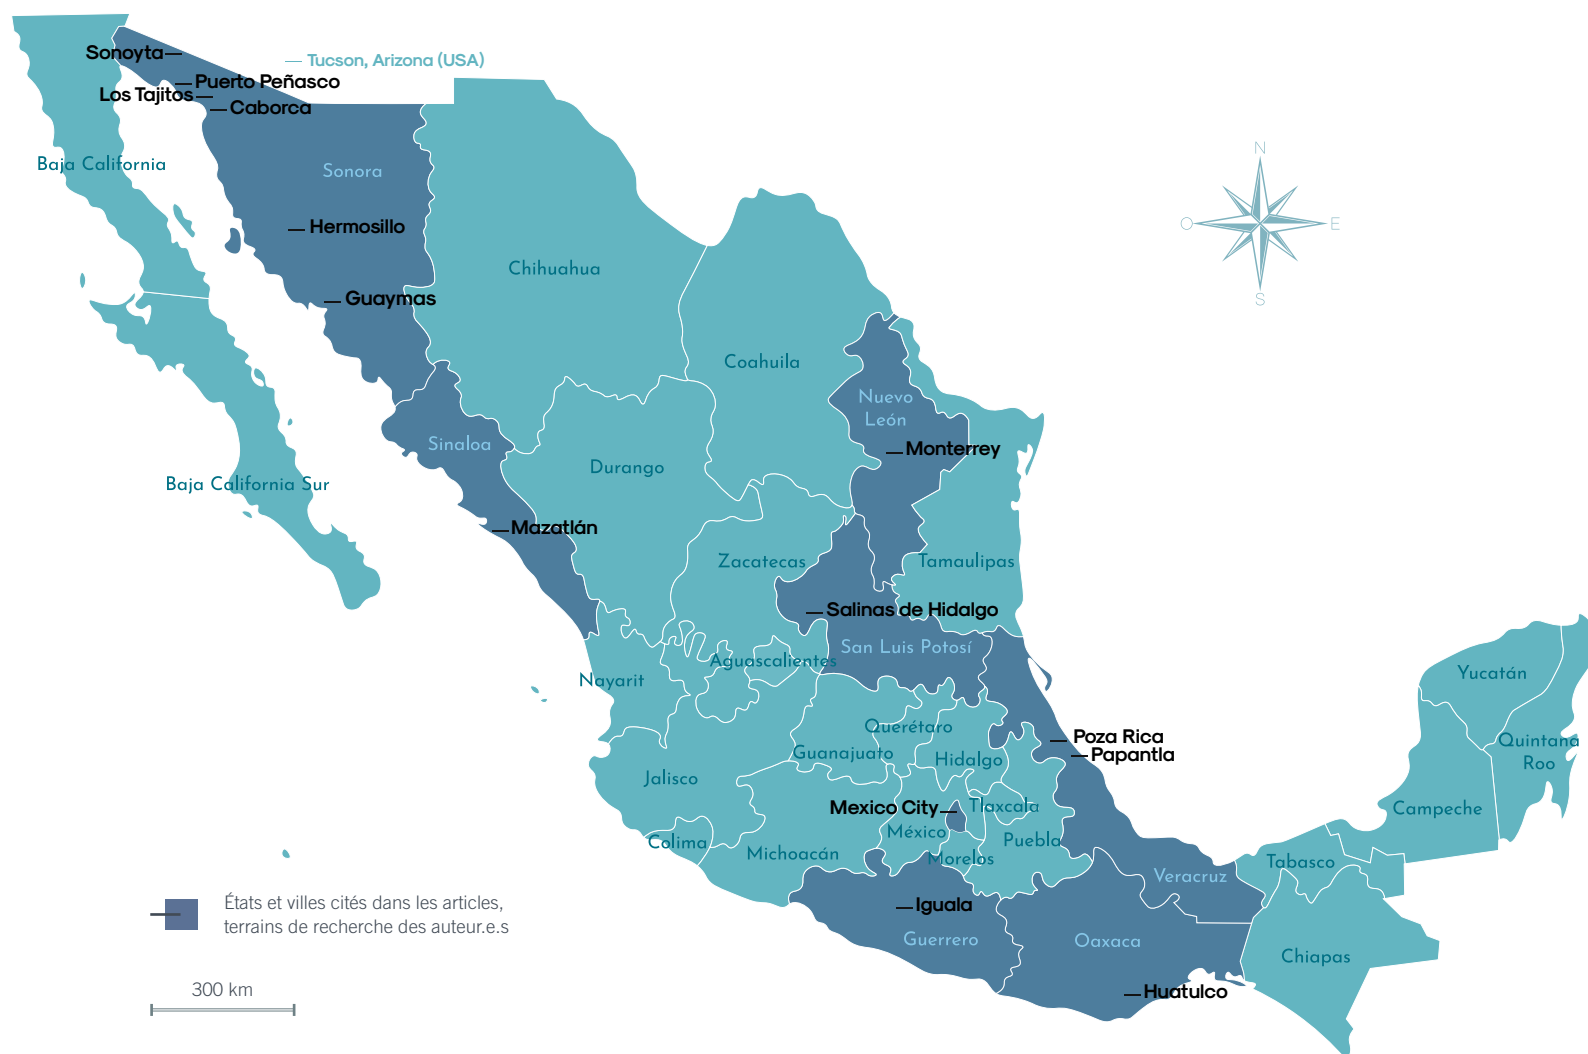 Sonoyta
Tucson, Arizona (USA)
Puerto Peñasco
Los Tajitos
Caborca
Baja California
Sonora
Hermosillo
Guaymas
Chihuahua
Coahuila
Nuevo
León
Monterrey
Sinaloa
Durango
Baja California Sur
Mazatlán
Zacatecas
Tamaulipas
Salinas de Hidalgo
San Luis Potosí
Aguascalientes
Nayarit
Querétaro
Guanajuato
Hidalgo
Poza Rica
Papantla
Jalisco
Mexico City
Tlaxcala
México
Puebla
Colima
Michoacán
Morelos
Veracruz
Tabasco
Campeche
Yucatán
Quintana
Roo
Iguala
Guerrero
Oaxaca
Chiapas
Huatulco
N
O
E
S
États et villes cités dans les articles,
terrains de recherche des auteur.e.s
300 km